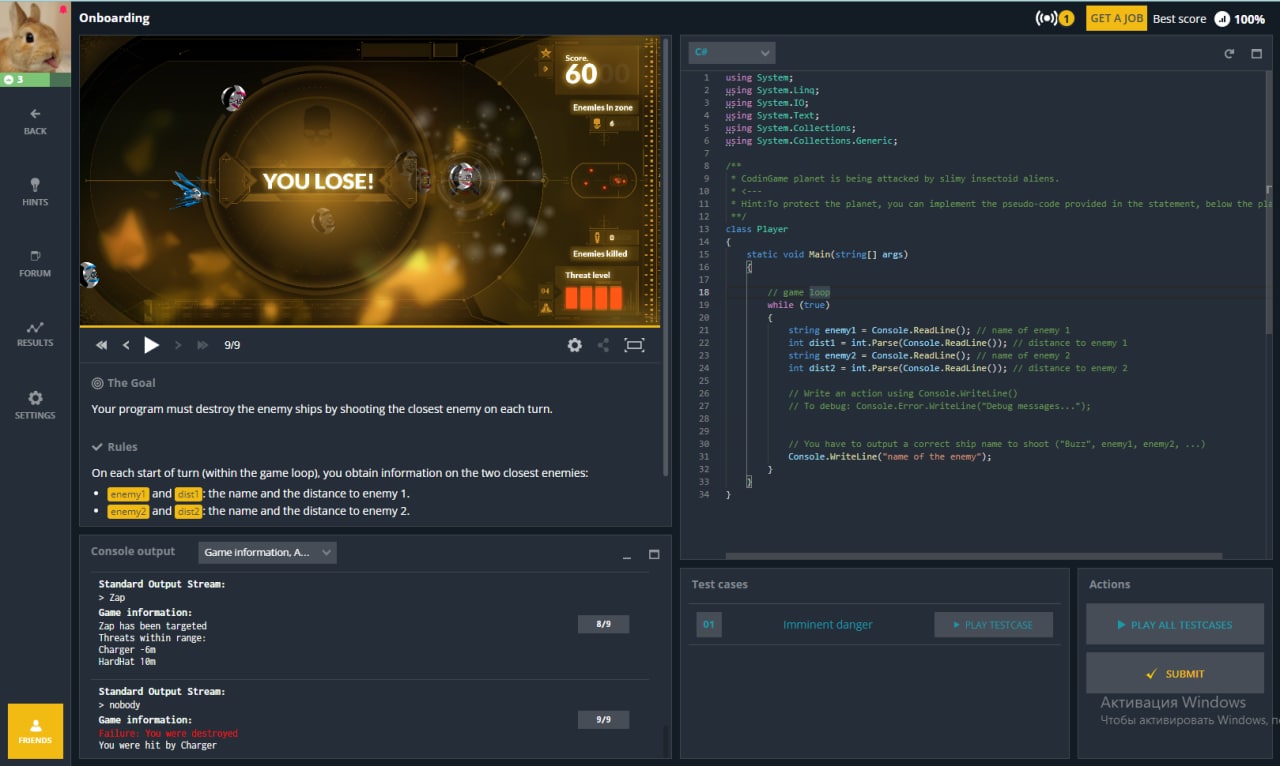 Onboarding
1
GET A JOB
Best score
100%
3
BACK
HINTS
FORUM
RESULTS
SETTINGS
FRIENDS
Score.
60
Enemies in zone
6
YOU LOSE!
0
Enemies killed
Threat level
04
9/9
The Goal
Your program must destroy the enemy ships by shooting the closest enemy on each turn.
Rules
On each start of turn (within the game loop), you obtain information on the two closest enemies:
• enemy1 and dist1: the name and the distance to enemy 1.
• enemy2 and dist2: the name and the distance to enemy 2.
Console output
Game information, A...
Standard Output Stream:
> Zap
Game information:
Zap has been targeted
Threats within range:
Charger -6m
HardHat 10m
8/9
Standard Output Stream:
> nobody
Game information:
Failure: You were destroyed
You were hit by Charger
9/9
C#
1 using System;
2 using System.Linq;
3 using System.IO;
4 using System.Text;
5 using System.Collections;
6 using System.Collections.Generic;
7
8 /**
9 * CodinGame planet is being attacked by slimy insectoid aliens.
10 * <---
11 * Hint:To protect the planet, you can implement the pseudo-code provided in the statement, below the pla
12 **/
13 class Player
14 {
15 static void Main(string[] args)
16 {
17
18 // game loop
19 while (true)
20 {
21 string enemy1 = Console.ReadLine(); // name of enemy 1
22 int dist1 = int.Parse(Console.ReadLine()); // distance to enemy 1
23 string enemy2 = Console.ReadLine(); // name of enemy 2
24 int dist2 = int.Parse(Console.ReadLine()); // distance to enemy 2
25
26 // Write an action using Console.WriteLine()
27 // To debug: Console.Error.WriteLine("Debug messages...");
28
29
30 // You have to output a correct ship name to shoot ("Buzz", enemy1, enemy2, ...)
31 Console.WriteLine("name of the enemy");
32 }
33 }
34 }
Test cases
01
Imminent danger
PLAY TESTCASE
Actions
PLAY ALL TESTCASES
SUBMIT
Активация Windows
Чтобы активировать Windows, п